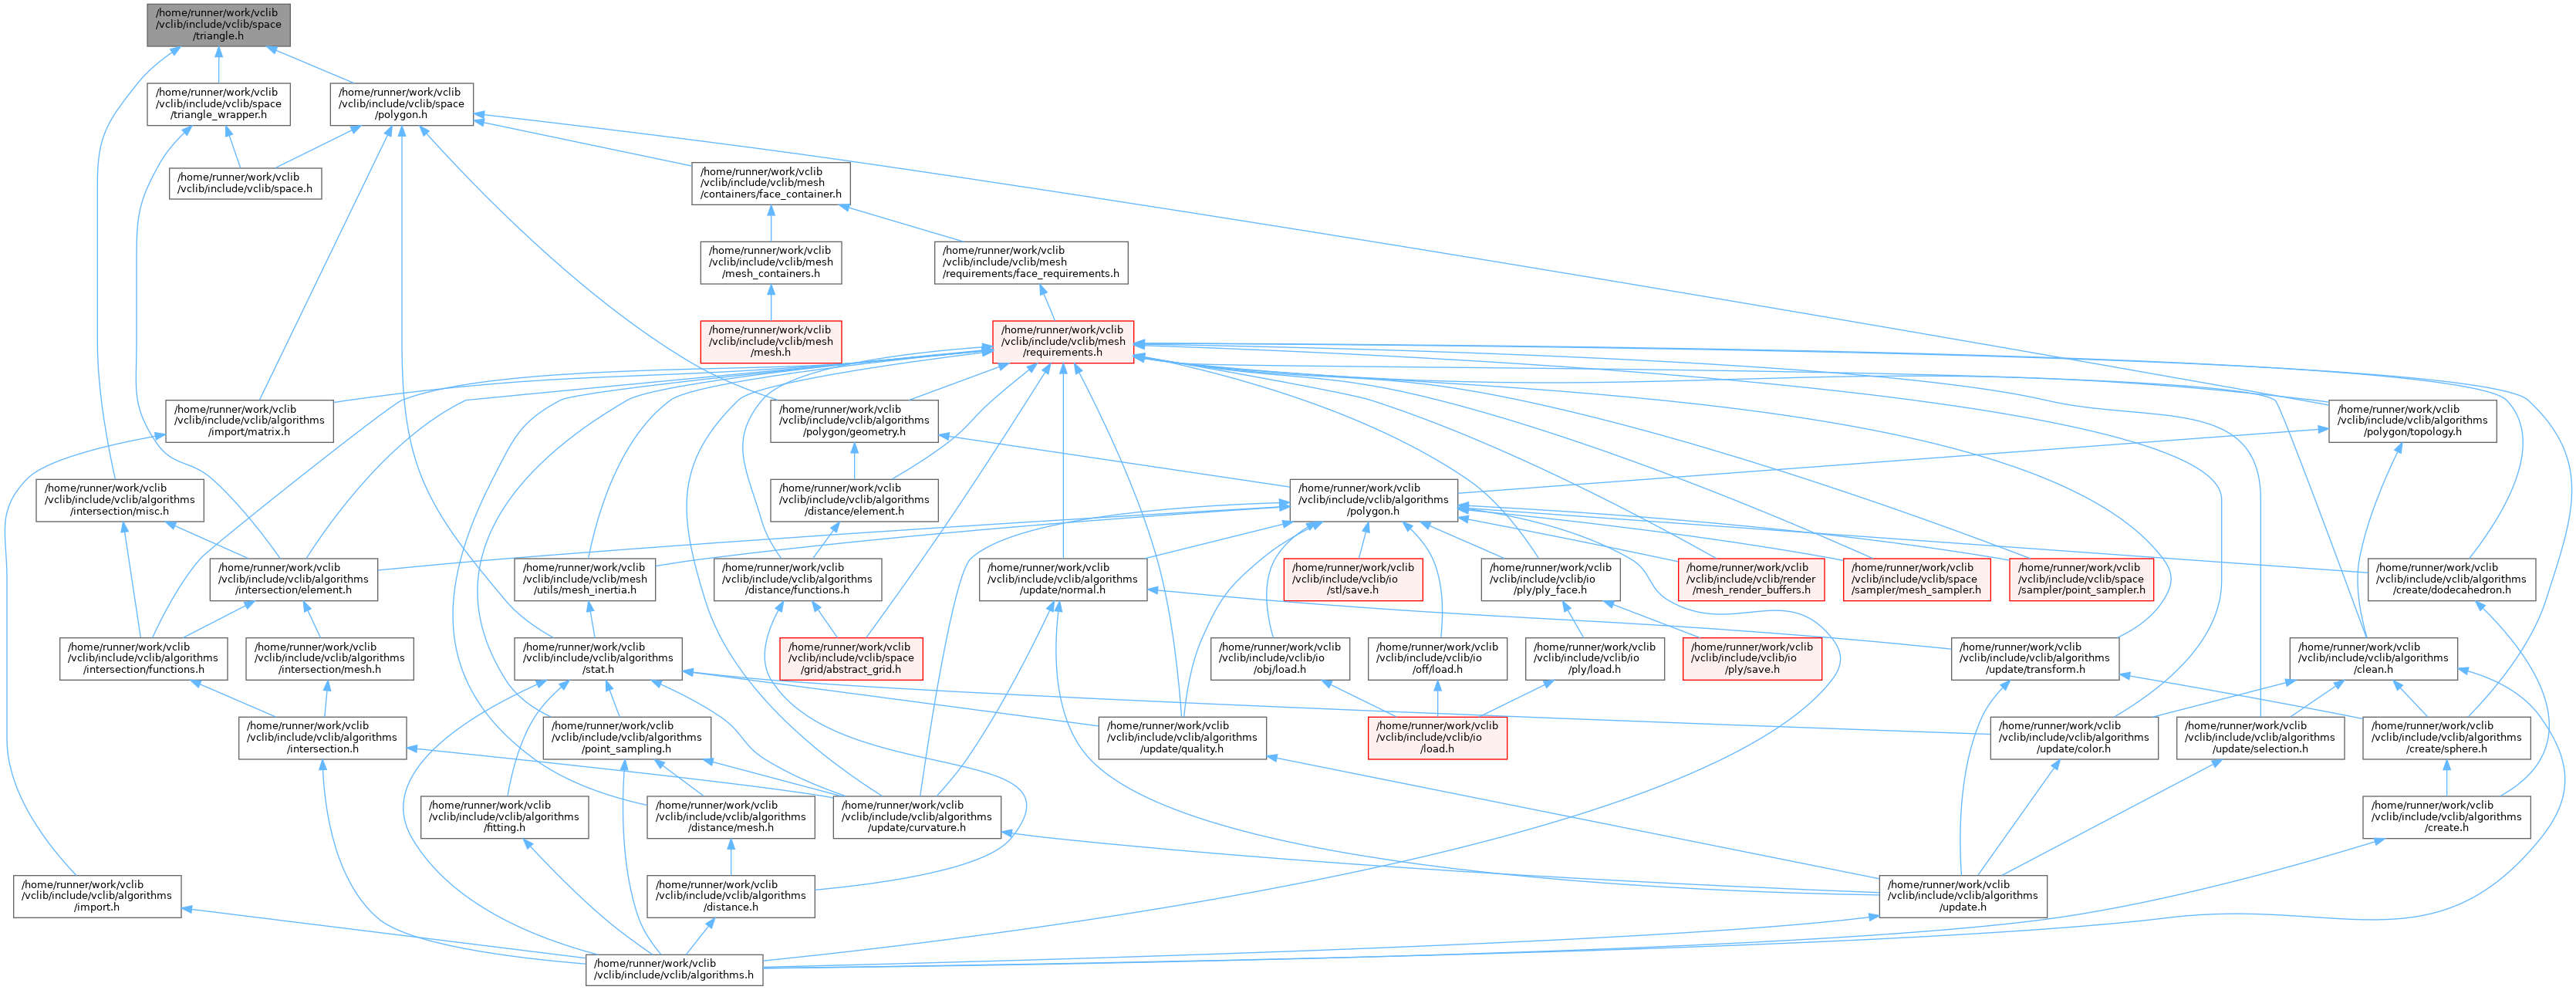 /home/runner/work/vclib
/vclib/include/vclib/space
/triangle.h
/home/runner/work/vclib
/vclib/include/vclib/space
/triangle_wrapper.h
/home/runner/work/vclib
/vclib/include/vclib/space
/polygon.h
/home/runner/work/vclib
/vclib/include/vclib/space.h
/home/runner/work/vclib
/vclib/include/vclib/mesh
/containers/face_container.h
/home/runner/work/vclib
/vclib/include/vclib/mesh
/mesh_containers.h
/home/runner/work/vclib
/vclib/include/vclib/mesh
/requirements/face_requirements.h
/home/runner/work/vclib
/vclib/include/vclib/mesh
/mesh.h
/home/runner/work/vclib
/vclib/include/vclib/mesh
/requirements.h
/home/runner/work/vclib
/vclib/include/vclib/algorithms
/import/matrix.h
/home/runner/work/vclib
/vclib/include/vclib/algorithms
/polygon/geometry.h
/home/runner/work/vclib
/vclib/include/vclib/algorithms
/polygon/topology.h
/home/runner/work/vclib
/vclib/include/vclib/algorithms
/intersection/misc.h
/home/runner/work/vclib
/vclib/include/vclib/algorithms
/distance/element.h
/home/runner/work/vclib
/vclib/include/vclib/algorithms
/polygon.h
/home/runner/work/vclib
/vclib/include/vclib/algorithms
/intersection/element.h
/home/runner/work/vclib
/vclib/include/vclib/mesh
/utils/mesh_inertia.h
/home/runner/work/vclib
/vclib/include/vclib/algorithms
/distance/functions.h
/home/runner/work/vclib
/vclib/include/vclib/algorithms
/update/normal.h
/home/runner/work/vclib
/vclib/include/vclib/io
/stl/save.h
/home/runner/work/vclib
/vclib/include/vclib/io
/ply/ply_face.h
/home/runner/work/vclib
/vclib/include/vclib/render
/mesh_render_buffers.h
/home/runner/work/vclib
/vclib/include/vclib/space
/sampler/mesh_sampler.h
/home/runner/work/vclib
/vclib/include/vclib/space
/sampler/point_sampler.h
/home/runner/work/vclib
/vclib/include/vclib/algorithms
/create/dodecahedron.h
/home/runner/work/vclib
/vclib/include/vclib/algorithms
/intersection/functions.h
/home/runner/work/vclib
/vclib/include/vclib/algorithms
/intersection/mesh.h
/home/runner/work/vclib
/vclib/include/vclib/algorithms
/stat.h
/home/runner/work/vclib
/vclib/include/vclib/space
/grid/abstract_grid.h
/home/runner/work/vclib
/vclib/include/vclib/io
/obj/load.h
/home/runner/work/vclib
/vclib/include/vclib/io
/off/load.h
/home/runner/work/vclib
/vclib/include/vclib/io
/ply/load.h
/home/runner/work/vclib
/vclib/include/vclib/io
/ply/save.h
/home/runner/work/vclib
/vclib/include/vclib/algorithms
/update/transform.h
/home/runner/work/vclib
/vclib/include/vclib/algorithms
/clean.h
/home/runner/work/vclib
/vclib/include/vclib/algorithms
/intersection.h
/home/runner/work/vclib
/vclib/include/vclib/algorithms
/point_sampling.h
/home/runner/work/vclib
/vclib/include/vclib/algorithms
/update/quality.h
/home/runner/work/vclib
/vclib/include/vclib/io
/load.h
/home/runner/work/vclib
/vclib/include/vclib/algorithms
/update/color.h
/home/runner/work/vclib
/vclib/include/vclib/algorithms
/update/selection.h
/home/runner/work/vclib
/vclib/include/vclib/algorithms
/create/sphere.h
/home/runner/work/vclib
/vclib/include/vclib/algorithms
/fitting.h
/home/runner/work/vclib
/vclib/include/vclib/algorithms
/distance/mesh.h
/home/runner/work/vclib
/vclib/include/vclib/algorithms
/update/curvature.h
/home/runner/work/vclib
/vclib/include/vclib/algorithms
/create.h
/home/runner/work/vclib
/vclib/include/vclib/algorithms
/import.h
/home/runner/work/vclib
/vclib/include/vclib/algorithms
/distance.h
/home/runner/work/vclib
/vclib/include/vclib/algorithms
/update.h
/home/runner/work/vclib
/vclib/include/vclib/algorithms.h